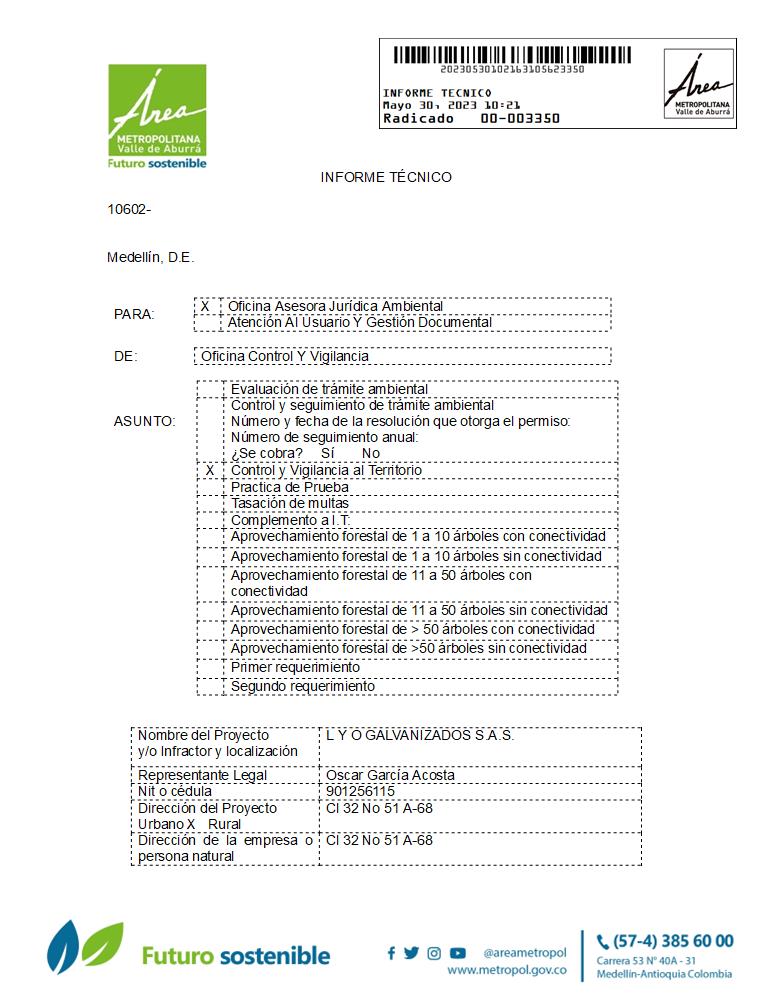 20230530102163105623350
INFORME TECNICO
Mayo 30, 2023 10:21
Radicado 00-003350
Área
METROPOLITANA
Valle de Aburrá
Área
METROPOLITANA
Valle de Aburrá
Futuro sostenible
INFORME TÉCNICO
10602-
Medellín, D.E.
PARA:
X Oficina Asesora Jurídica Ambiental
Atención Al Usuario Y Gestión Documental
DE: Oficina Control Y Vigilancia
ASUNTO:
Evaluación de trámite ambiental
Control y seguimiento de trámite ambiental
Número y fecha de la resolución que otorga el permiso:
Número de seguimiento anual:
¿Se cobra? Sí No
X Control y Vigilancia al Territorio
Practica de Prueba
Tasación de multas
Complemento a I.T:
Aprovechamiento forestal de 1 a 10 árboles con conectividad
Aprovechamiento forestal de 1 a 10 árboles sin conectividad
Aprovechamiento forestal de 11 a 50 árboles con
conectividad
Aprovechamiento forestal de 11 a 50 árboles sin conectividad
Aprovechamiento forestal de > 50 árboles con conectividad
Aprovechamiento forestal de >50 árboles sin conectividad
Primer requerimiento
Segundo requerimiento
Nombre del Proyecto L Y O GALVANIZADOS S.A.S.
y/o Infractor y localización
Representante Legal Oscar García Acosta
Nit o cédula 901256115
Dirección del Proyecto Cl 32 No 51 A-68
Urbano X Rural
Dirección de la empresa o Cl 32 No 51 A-68
persona natural
Futuro sostenible
@areametropol
www.metropol.gov.co
(57-4) 385 60 00
Carrera 53 N° 40A - 31
Medellín-Antioquia Colombia